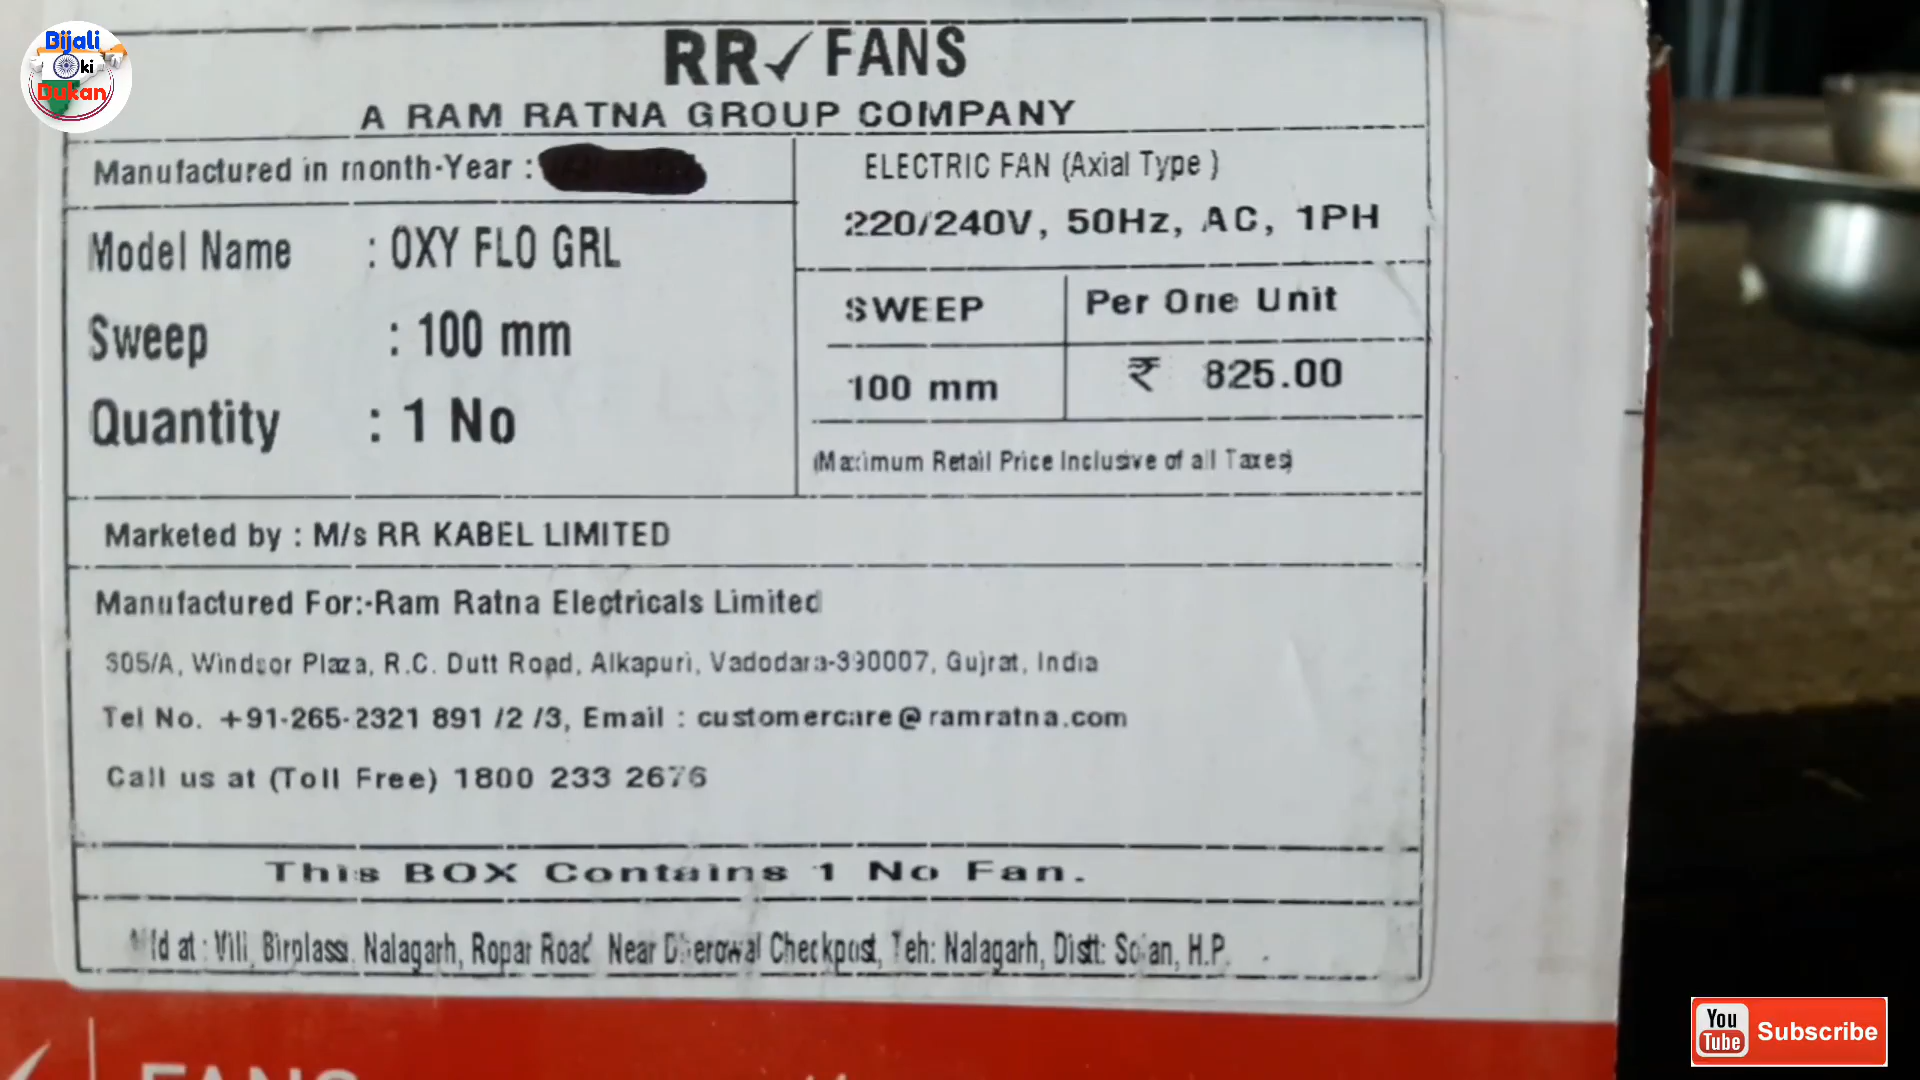 Bijali
ki
Dukan
RR FANS
A RAM RATNA GROUP COMPANY
Manufactured in month-Year :
Model Name : OXY FLO GRL
Sweep : 100 mm
Quantity : 1 No
ELECTRIC FAN (Axial Type )
220/240V, 50Hz, AC, 1PH
SWEEP Per One Unit
100 mm ₹ 825.00
(Maximum Retail Price Inclusive of all Taxes)
Marketed by : M/s RR KABEL LIMITED
Manufactured For:-Ram Ratna Electricals Limited
305/A, Windsor Plaza, R.C. Dutt Road, Alkapuri, Vadodara-390007, Gujrat, India
Tel No. +91-265-2321 891 /2 /3, Email : customercare@ramratna.com
Call us at (Toll Free) 1800 233 2676
This BOX Contains 1 No Fan.
Mfd at : Vill, Nalagarh, Ropar Road Near Checkpost, Teh: Nalagarh, Distt: Solan, H.P.
FANS
You
Tube Subscribe